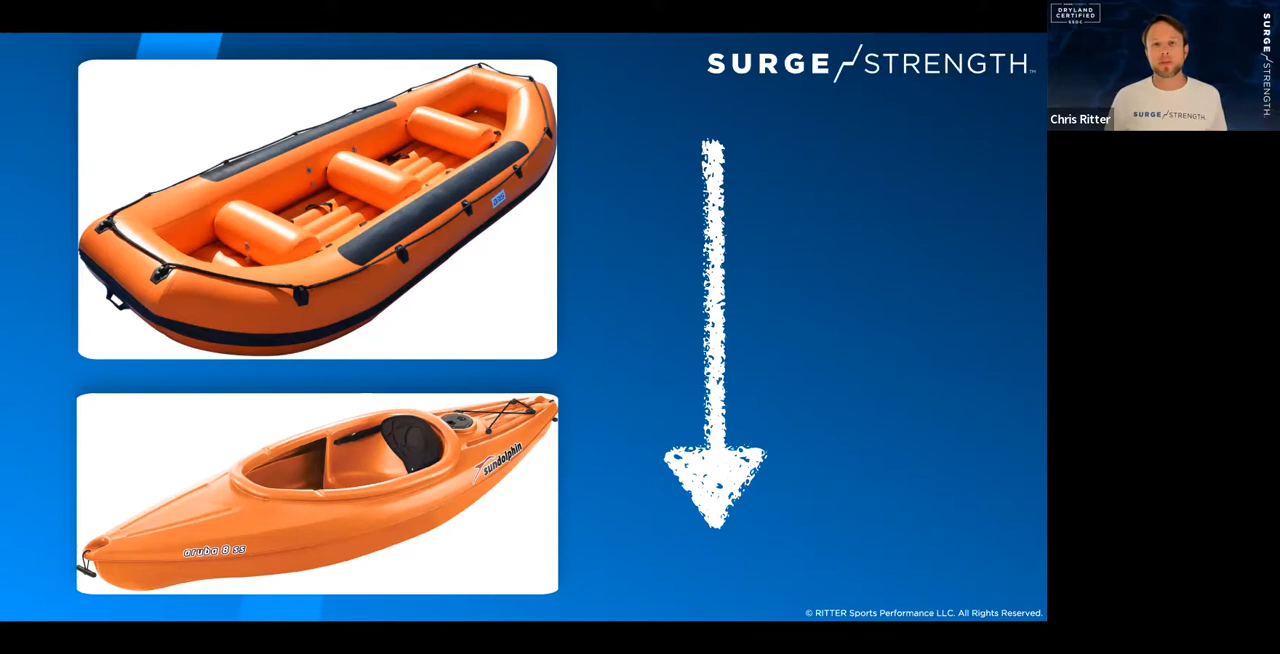 SURGE STRENGTH™
sundolphin
aruba 8 ss
© RITTER Sports Performance LLC. All Rights Reserved.
DRYLAND
CERTIFIED
Chris Ritter
SURGE STRENGTH.
SURGE STRENGTH.